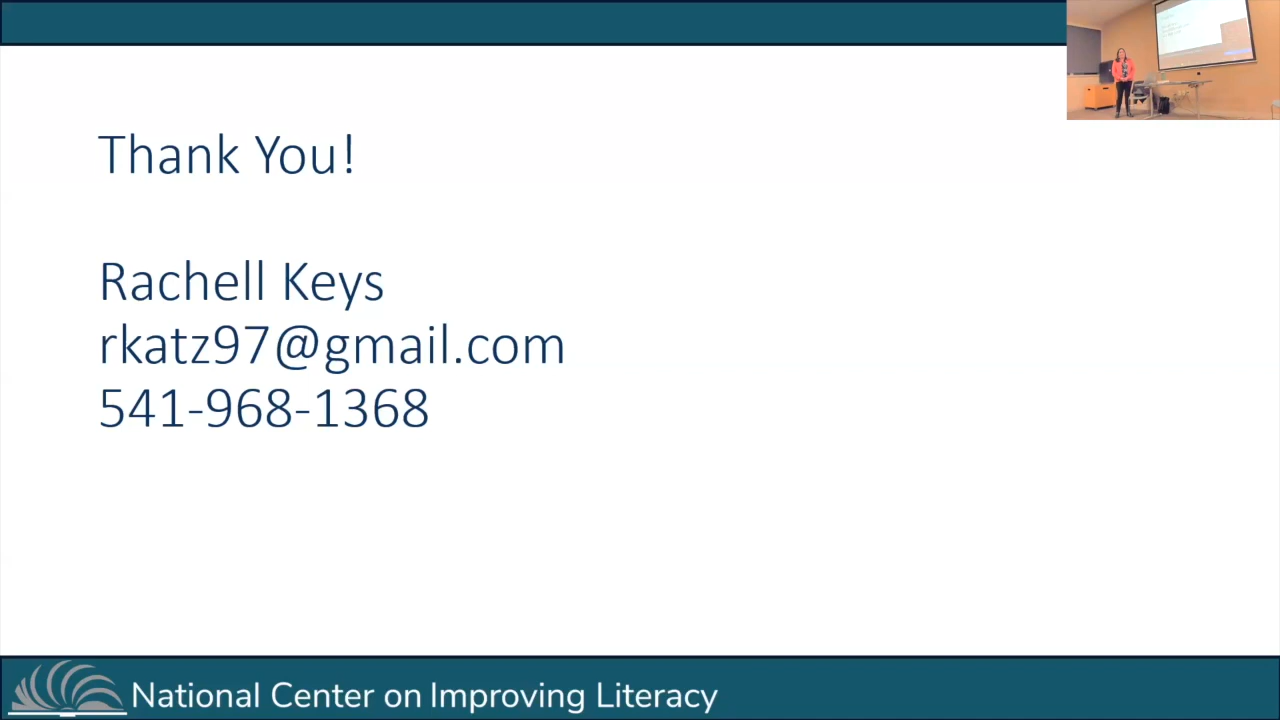 Thank You!
Rachell Keys
rkatz97@gmail.com
541-968-1368
National Center on Improving Literacy